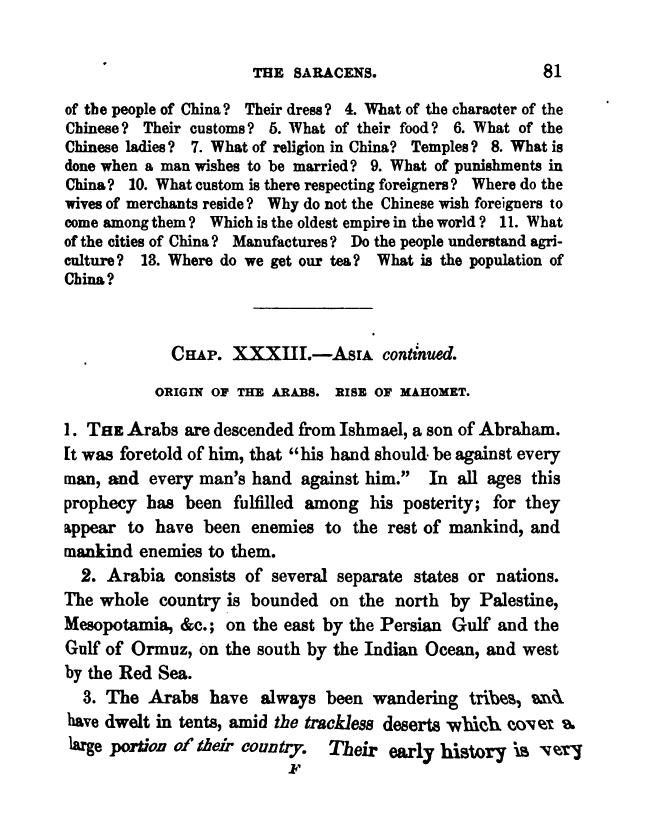 THE SARACENS. 81
of the people of China? Their dress? 4. What of the character of the
Chinese? Their customs? 5. What of their food? 6. What of the
Chinese ladies? 7. What of religion in China? Temples? 8. What is
done when a man wishes to be married? 9. What of punishments in
China? 10. What custom is there respecting foreigners? Where do the
wives of merchants reside? Why do not the Chinese wish foreigners to
come among them? Which is the oldest empire in the world? 11. What
of the cities of China? Manufactures? Do the people understand agri-
culture? 13. Where do we get our tea? What is the population of
China?
CHAP. XXXIII.—ASIA continued.
ORIGIN OF THE ARABS. RISE OF MAHOMET.
1. THE Arabs are descended from Ishmael, a son of Abraham.
It was foretold of him, that "his hand should be against every
man, and every man's hand against him." In all ages this
prophecy has been fulfilled among his posterity; for they
appear to have been enemies to the rest of mankind, and
mankind enemies to them.
2. Arabia consists of several separate states or nations.
The whole country is bounded on the north by Palestine,
Mesopotamia, &c.; on the east by the Persian Gulf and the
Gulf of Ormuz, on the south by the Indian Ocean, and west
by the Red Sea.
3. The Arabs have always been wandering tribes, and
have dwelt in tents, amid the trackless deserts which cover a
large portion of their country. Their early history is very
F